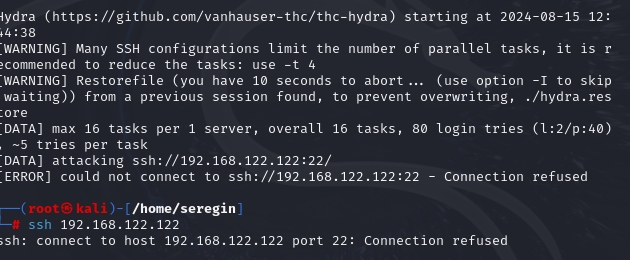 Hydra (https://github.com/vanhauser-thc/thc-hydra) starting at 2024-08-15 12:
44:38
[WARNING] Many SSH configurations limit the number of parallel tasks, it is r
ecommended to reduce the tasks: use -t 4
[WARNING] Restorefile (you have 10 seconds to abort... (use option -I to skip
 waiting)) from a previous session found, to prevent overwriting, ./hydra.res
tore
[DATA] max 16 tasks per 1 server, overall 16 tasks, 80 login tries (l:2/p:40)
, ~5 tries per task
[DATA] attacking ssh://192.168.122.122:22/
[ERROR] could not connect to ssh://192.168.122.122:22 - Connection refused
┌──(root㉿kali)-[/home/seregin]
└─# ssh 192.168.122.122
ssh: connect to host 192.168.122.122 port 22: Connection refused